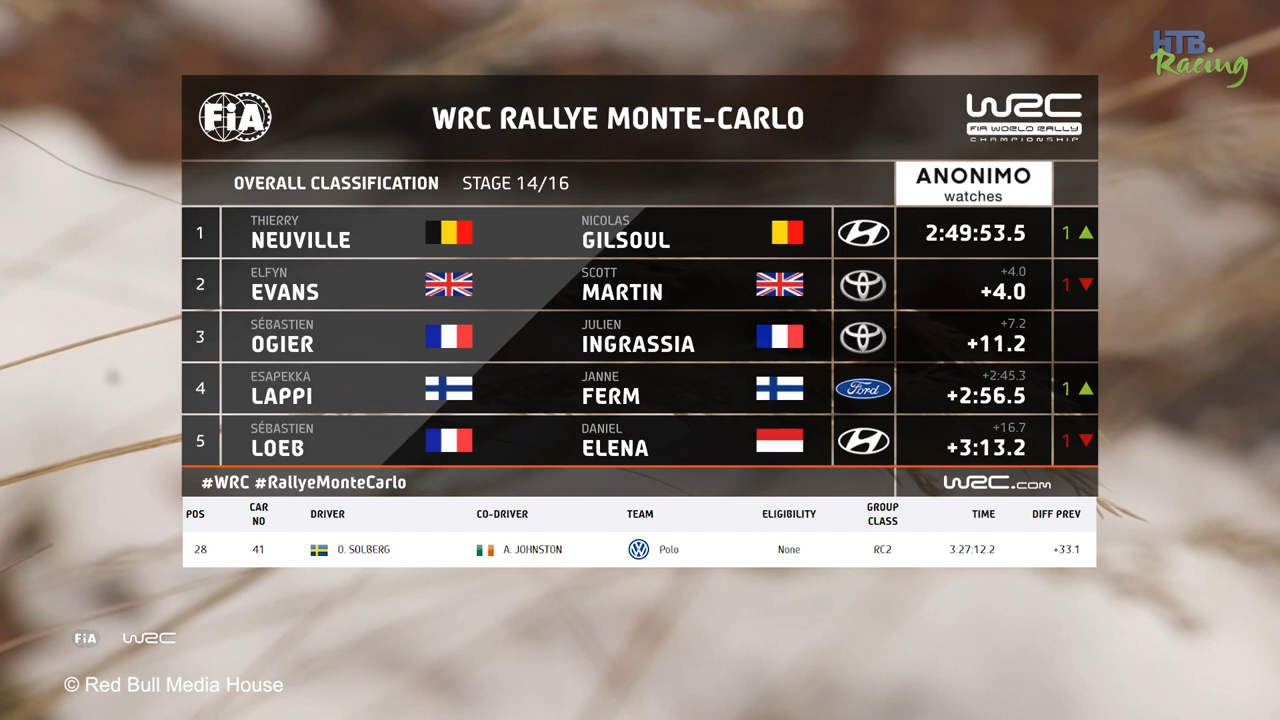 HTB
Racing
FiA
WRC RALLYE MONTE-CARLO
WRC
FIA WORLD RALLY
CHAMPIONSHIP
OVERALL CLASSIFICATION STAGE 14/16
ANONIMO
watches
1 THIERRY NEUVILLE NICOLAS GILSOUL 2:49:53.5 1
2 ELFYN EVANS SCOTT MARTIN +4.0 +4.0 1
3 SÉBASTIEN OGIER JULIEN INGRASSIA +7.2 +11.2
4 ESAPEKKA LAPPI JANNE FERM Ford +2:45.3 +2:56.5 1
5 SÉBASTIEN LOEB DANIEL ELENA +16.7 +3:13.2 1
#WRC #RallyeMonteCarlo WRC.COM
POS CAR NO DRIVER CO-DRIVER TEAM ELIGIBILITY GROUP CLASS TIME DIFF PREV
28 41 O. SOLBERG A. JOHNSTON Polo None RC2 3:27:12.2 +33.1
FiA WRC
© Red Bull Media House